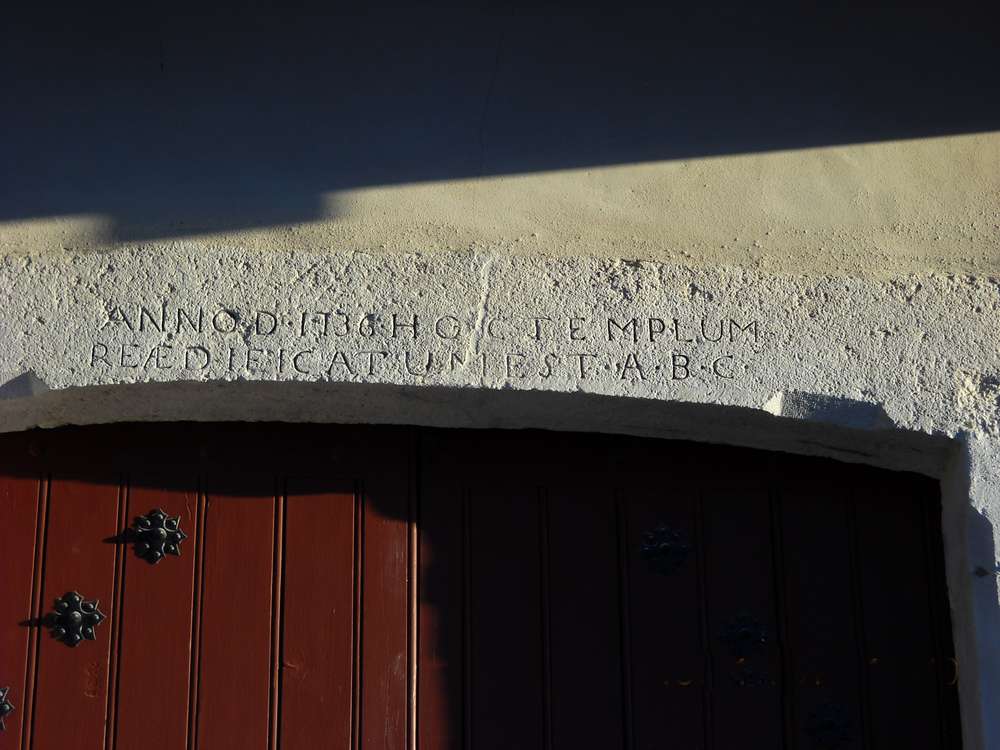 ANNO·D·1736·HOC TEMPLUM
REÆDIFICATUM EST·A·B·C·